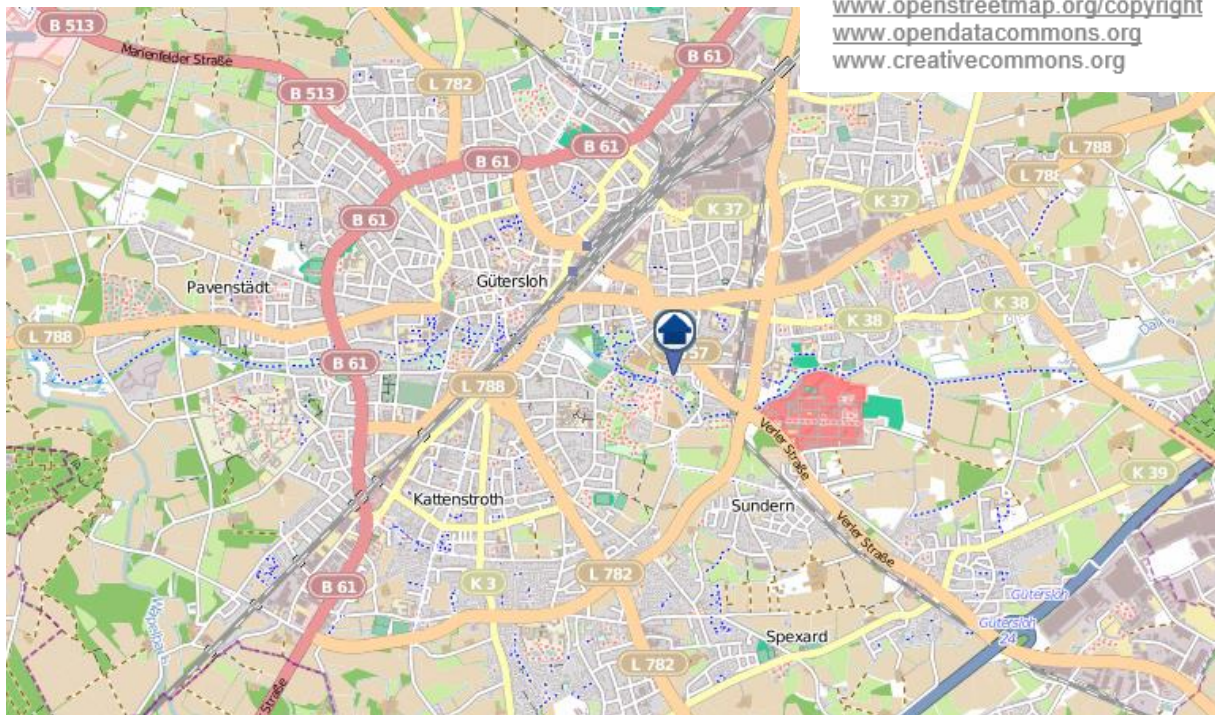 www.openstreetmap.org/copyright
www.opendatacommons.org
www.creativecommons.org
B 513
Marienfelder Straße
B 61
L 782
B 513
B 61
B 61
L 788
L 788
K 37
K 37
B 61
Pavenstädt
Gütersloh
K 38
K 38
L 788
57
B 61
L 788
Verler Straße
K 39
Kattenstroth
Sundern
Verler Straße
B 61
K 3
L 782
Gütersloh
Gütersloh
24
Spexard
L 782
Straße